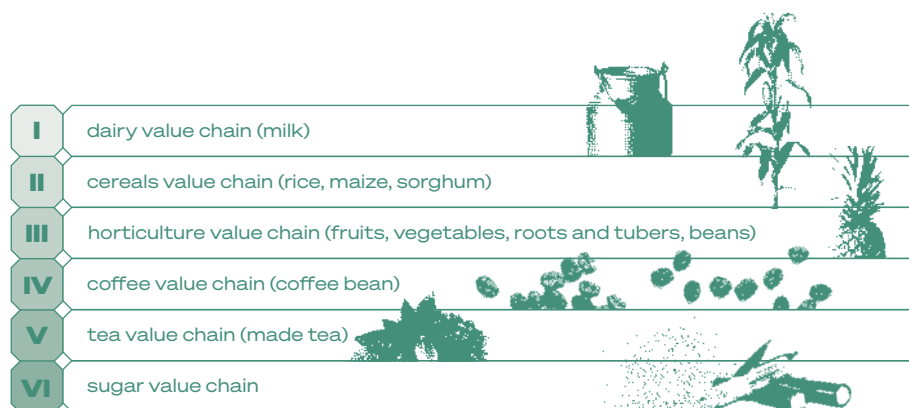 I dairy value chain (milk)
II cereals value chain (rice, maize, sorghum)
III horticulture value chain (fruits, vegetables, roots and tubers, beans)
IV coffee value chain (coffee bean)
V tea value chain (made tea)
VI sugar value chain